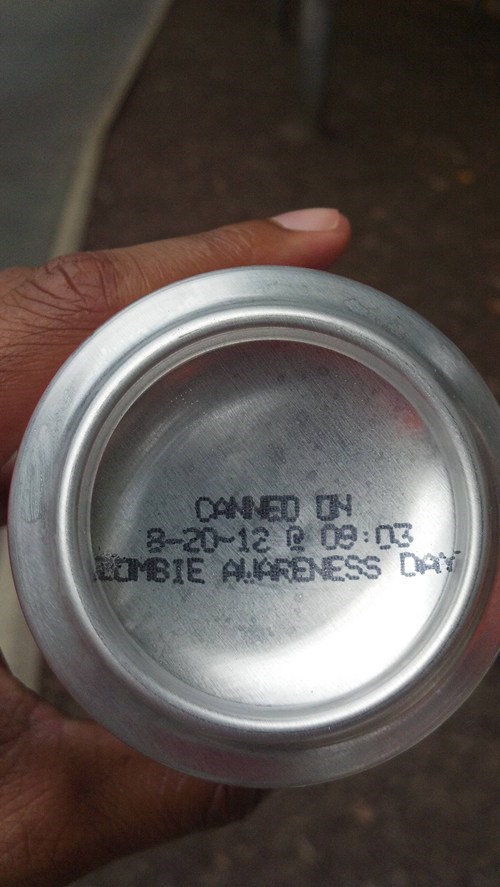 CANNED ON
8-20-12 @ 09:03
ZOMBIE AWARENESS DAY